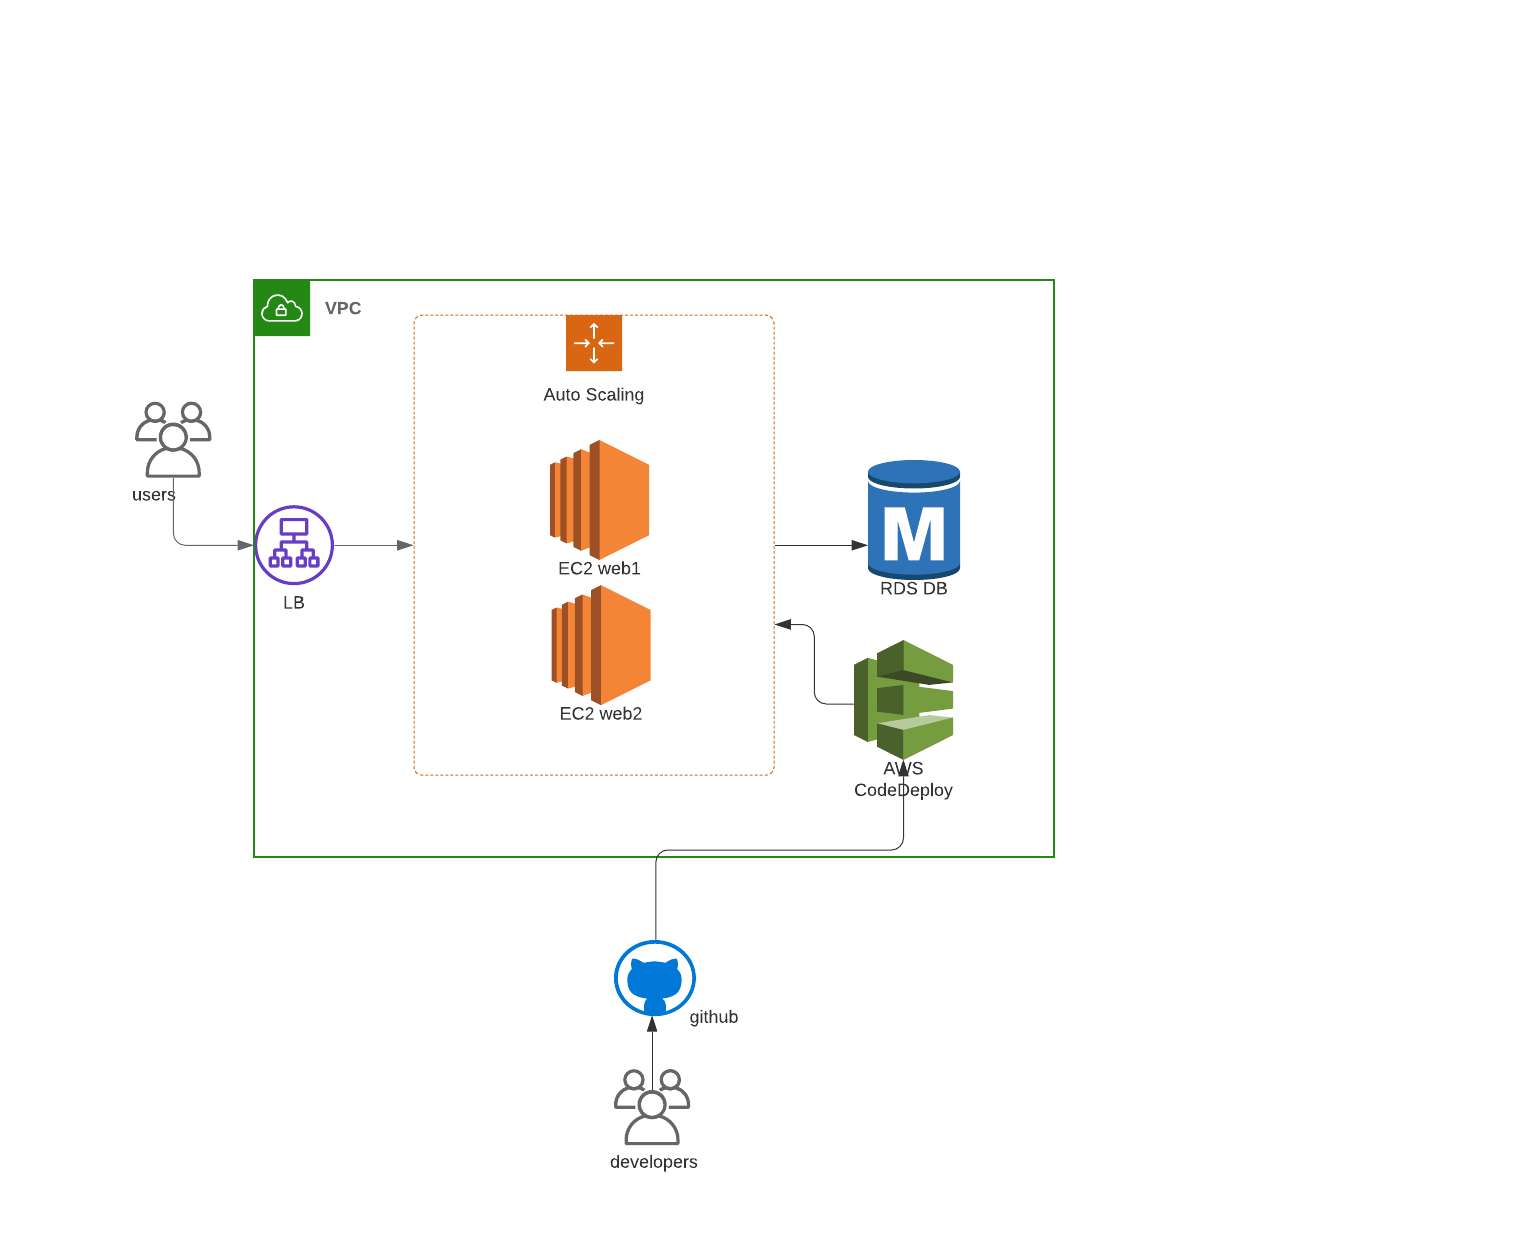 VPC
Auto Scaling
users
EC2 web1
RDS DB
LB
EC2 web2
AWS
CodeDeploy
github
developers
M